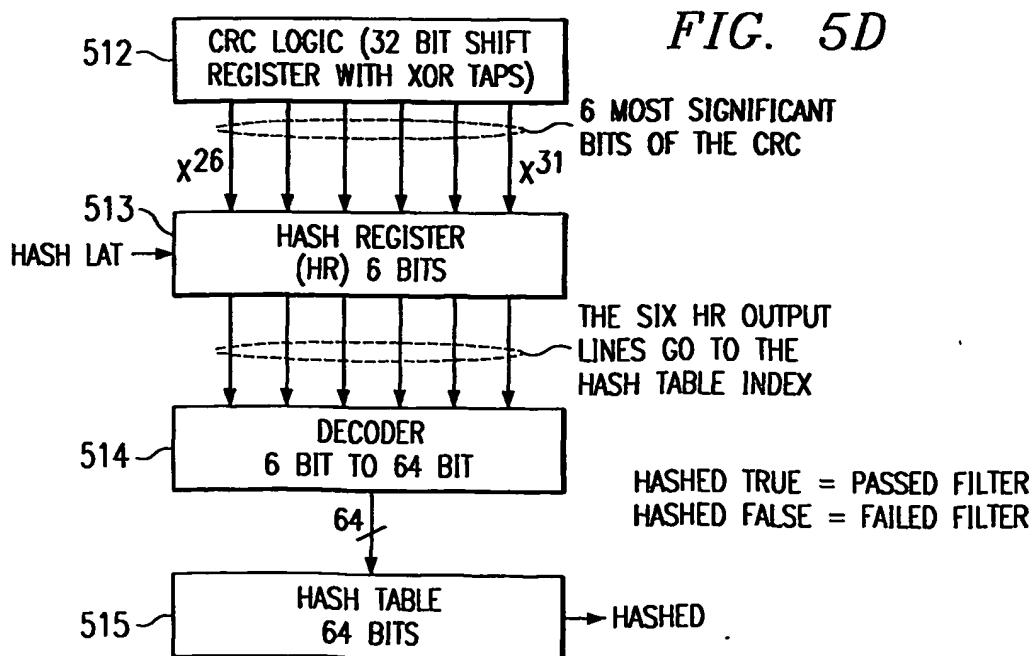 FIG. 5D
512
CRC LOGIC (32 BIT SHIFT
REGISTER WITH XOR TAPS)
6 MOST SIGNIFICANT
BITS OF THE CRC
X26
X31
513
HASH LAT
HASH REGISTER
(HR) 6 BITS
THE SIX HR OUTPUT
LINES GO TO THE
HASH TABLE INDEX
514
DECODER
6 BIT TO 64 BIT
HASHED TRUE = PASSED FILTER
HASHED FALSE = FAILED FILTER
64
515
HASH TABLE
64 BITS
HASHED